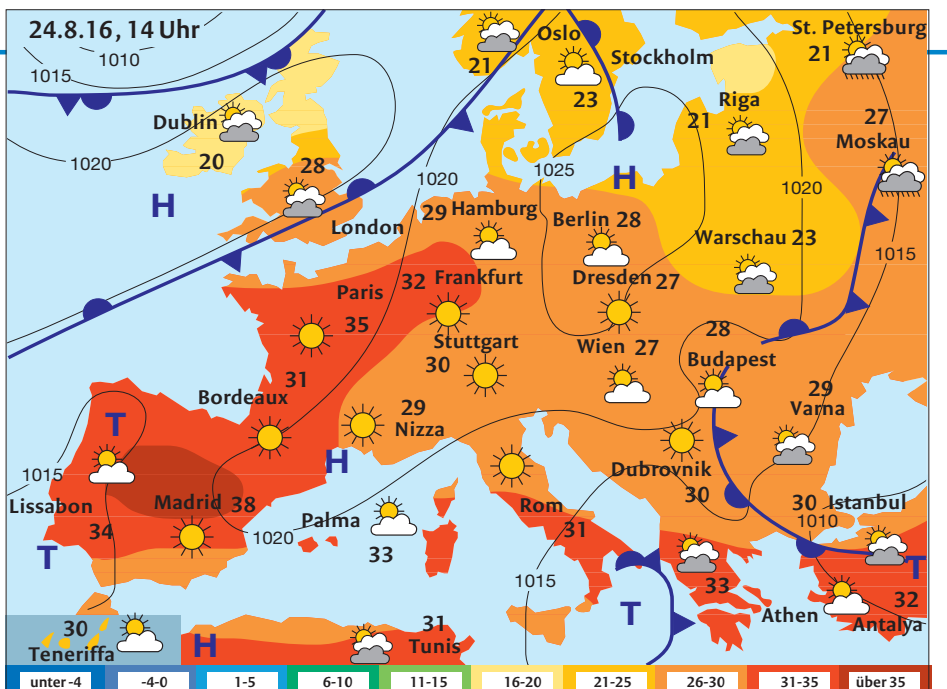 24.8.16, 14 Uhr
1010
1015
Oslo
21
Stockholm
23
St. Petersburg
21
Riga
21
27
Moskau
Dublin
20
28
London
1020
H
1020
1025
H
1020
1015
29 Hamburg
Berlin 28
Warschau 23
Paris
35
32 Frankfurt
Dresden 27
Stuttgart
30
Wien 27
28
Budapest
31
Bordeaux
29
Nizza
29
Varna
T
H
1015
Lissabon
34
Madrid 38
1020
Palma
33
Rom
31
Dubrovnik
30
30 Istanbul
1010
T
T
1015
T
33
Athen
32
Antalya
30
Teneriffa
H
31
Tunis
unter -4 -4-0 1-5 6-10 11-15 16-20 21-25 26-30 31-35 über 35